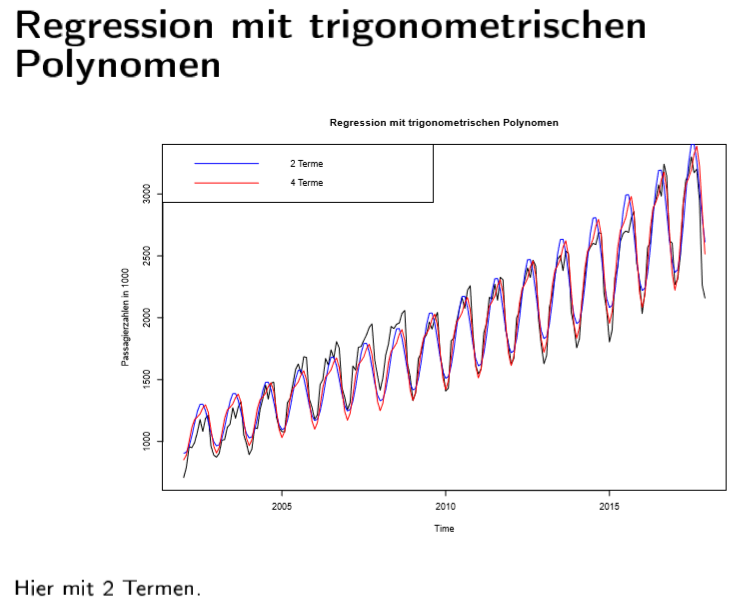 Regression mit trigonometrischen
Polynomen
Regression mit trigonometrischen Polynomen
2 Terme
4 Terme
Passagierzahlen in 1000
3000
2500
2000
1500
1000
2005 2010 2015
Time
Hier mit 2 Termen.